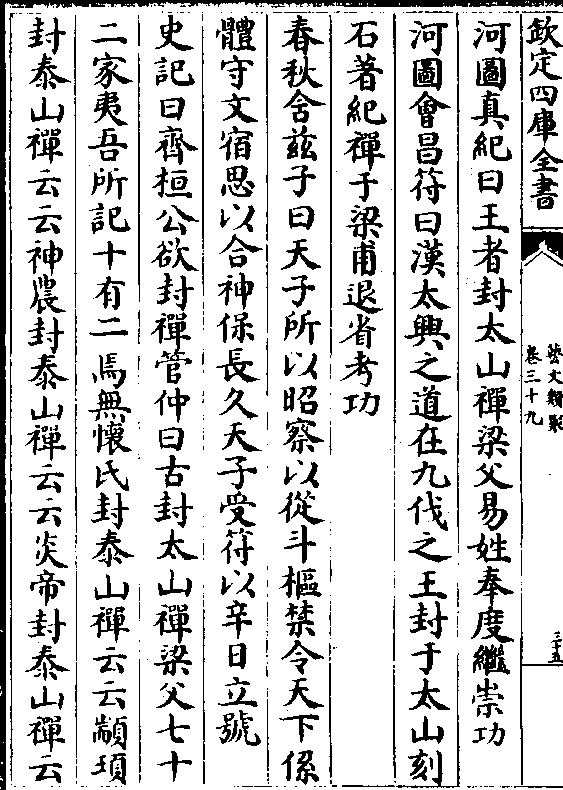 欽定四庫全書
藝文類聚
卷三十九
三十五
河圖真紀曰王者封太山禪梁父易姓奉度繼崇功
河圖會昌符曰漢太興之道在九伐之王封于太山刻
石著紀禪于梁甫退省考功
春秋含茲子曰天子所以昭察以從斗樞禁令天下係
體守文宿思以合神保長久天子受符以辛日立號
史記曰齊桓公欲封禪管仲曰古封太山禪梁父七十
二家夷吾所記十有二焉無懷氏封泰山禪云云顓頊
封泰山禪云云神農封泰山禪云云炎帝封泰山禪云